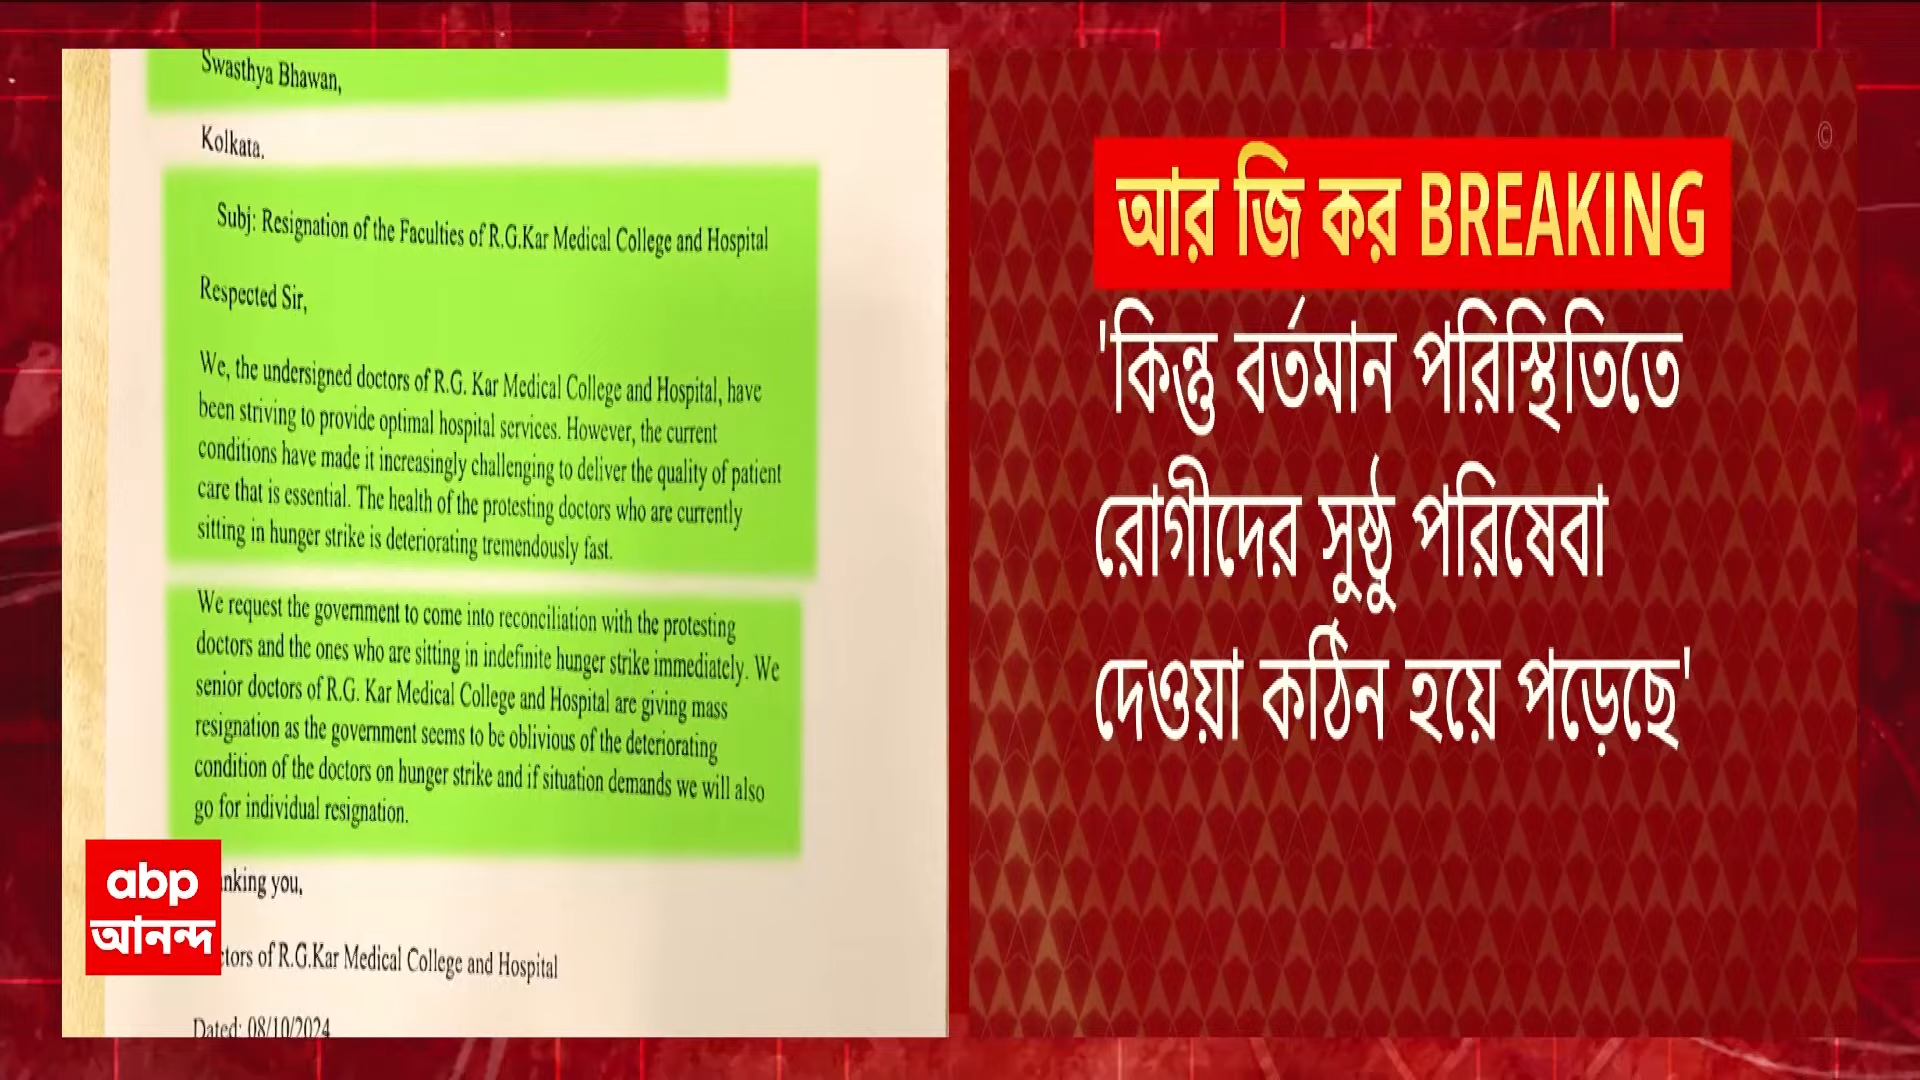 Swasthya Bhawan,
Kolkata.
Subj: Resignation of the Faculties of R.G.Kar Medical College and Hospital
Respected Sir,
We, the undersigned doctors of R.G. Kar Medical College and Hospital, have
been striving to provide optimal hospital services. However, the current
conditions have made it increasingly challenging to deliver the quality of patient
care that is essential. The health of the protesting doctors who are currently
sitting in hunger strike is deteriorating tremendously fast.
We request the government to come into reconciliation with the protesting
doctors and the ones who are sitting in indefinite hunger strike immediately. We
senior doctors of R.G. Kar Medical College and Hospital are giving mass
resignation as the government seems to be oblivious of the deteriorating
condition of the doctors on hunger strike and if situation demands we will also
go for individual resignation.
nking you,
ctors of R.G.Kar Medical College and Hospital
Dated: 08/10/2024
abp
আনন্দ
©
আর জি কর BREAKING
'কিন্তু বর্তমান পরিস্থিতিতে
রোগীদের সুষ্ঠু পরিষেবা
দেওয়া কঠিন হয়ে পড়েছে'